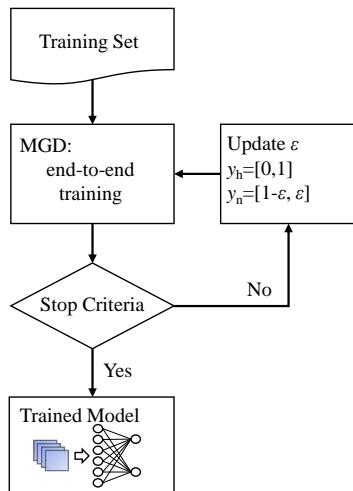 Training Set
MGD:
end-to-end
training
Update ε
yh=[0,1]
yn=[1-ε, ε]
Stop Criteria
No
Yes
Trained Model